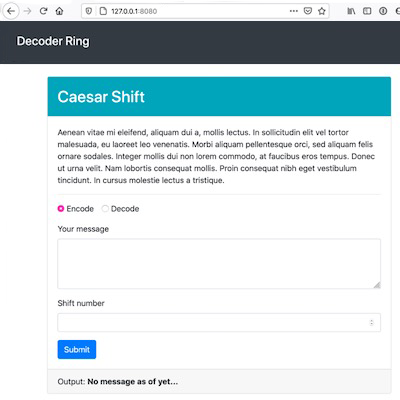 127.0.0.1:8080
Decoder Ring
Caesar Shift
Aenean vitae mi eleifend, aliquam dui a, mollis lectus. In sollicitudin elit vel tortor
malesuada, eu laoreet leo venenatis. Morbi aliquam pellentesque orci, sed aliquam felis
ornare sodales. Integer mollis dui non lorem commodo, at faucibus eros tempus. Donec
ut urna velit. Nam lobortis consequat mollis. Proin consequat nibh eget vestibulum
tincidunt. In cursus molestie lectus a tristique.
Encode Decode
Your message
Shift number
Submit
Output: No message as of yet...